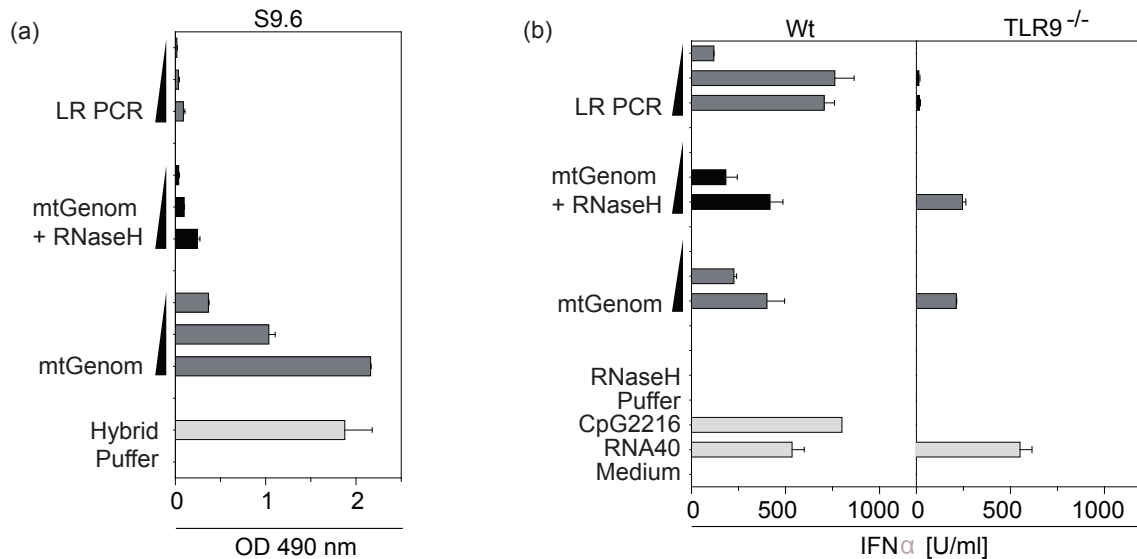 (a)
S9.6
LR PCR
mtGenom
+ RNaseH
mtGenom
Hybrid
Puffer
0 1 2
OD 490 nm
(b)
Wt TLR9 -/-
LR PCR
mtGenom
+ RNaseH
mtGenom
RNaseH
Puffer
CpG2216
RNA40
Medium
0 500 1000 0 500 1000
IFNα [U/ml]